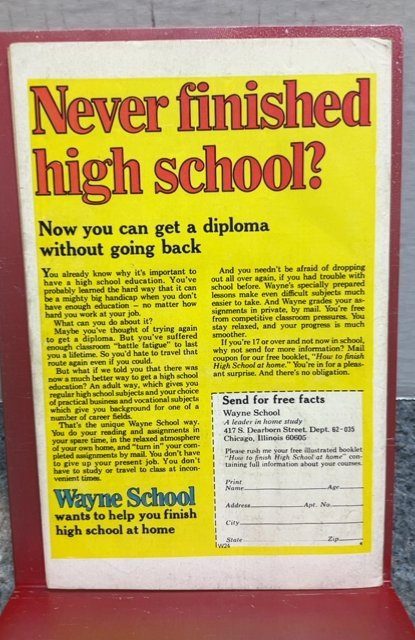 Never finished
high school?
Now you can get a diploma
without going back
You already know why it's important to
have a high school education. You've
probably learned the hard way that it can
be a mighty big handicap when you don't
have enough education – no matter how
hard you work at your job.
What can you do about it?
Maybe you've thought of trying again
to get a diploma. But you've suffered
enough classroom "battle fatigue" to last
you a lifetime. So you'd hate to travel that
route again even if you could.
But what if we told you that there was
now a much better way to get a high school
education? An adult way, which gives you
regular high school subjects and your choice
of practical business and vocational subjects
which give you background for one of a
number of career fields.
That's the unique Wayne School way.
You do your reading and assignments in
your spare time, in the relaxed atmosphere
of your own home, and "turn in" your com-
pleted assignments by mail. You don't have
to give up your present job. You don't
have to study or travel to class at incon-
venient times.
Wayne School
wants to help you finish
high school at home
And you needn't be afraid of dropping
out all over again, if you had trouble with
school before. Wayne's specially prepared
lessons make even difficult subjects much
easier to take. And Wayne grades your as-
signments in private, by mail. You're free
from competitive classroom pressures. You
stay relaxed, and your progress is much
smoother.
If you're 17 or over and not now in school,
why not send for more information? Mail
coupon for our free booklet, "How to finish
High School at home." You're in for a pleas-
ant surprise. And there's no obligation.
Send for free facts
Wayne School
A leader in home study
417 S. Dearborn Street. Dept. 62-035
Chicago, Illinois 60605
Please rush me your free illustrated booklet
"How to finish High School at home" con-
taining full information about your courses.
Print
Name Age
Address Apt. No.
City
State Zip
W24 4